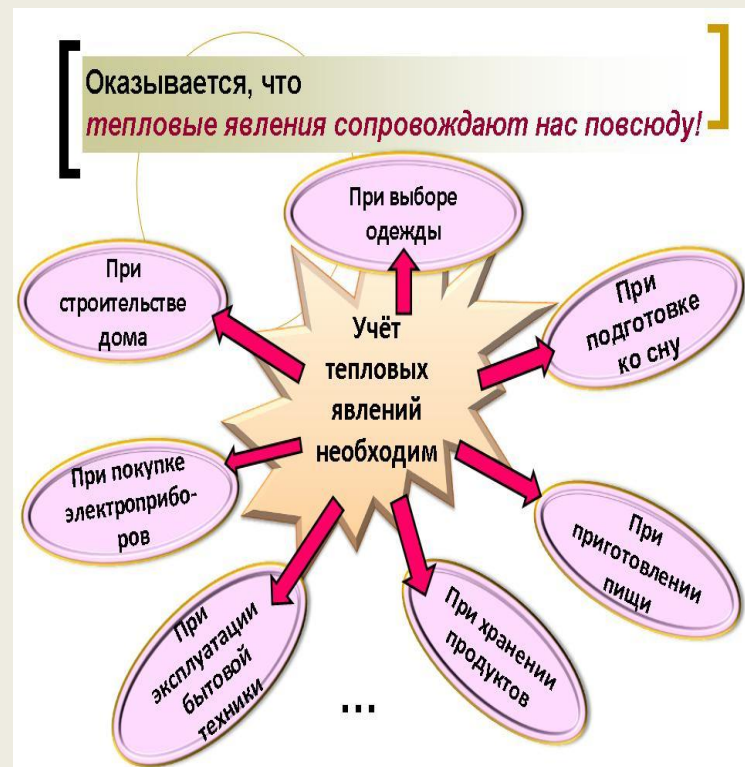 Оказывается, что
тепловые явления сопровождают нас повсюду!
При выборе
одежды
При
строительстве
дома
При
подготовке
ко сну
Учёт
тепловых
явлений
необходим
При покупке
электроприбо-
ров
При
приготовлении
пищи
При
эксплуатации
бытовой
техники
При хранении
продуктов
...